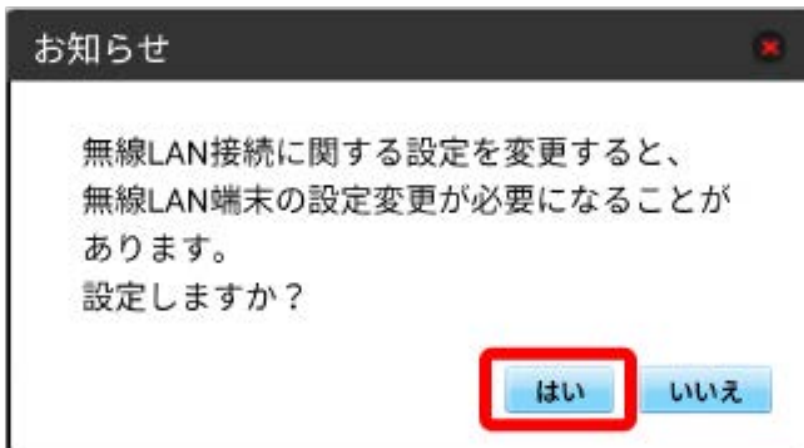 お知らせ
無線LAN接続に関する設定を変更すると、
無線LAN端末の設定変更が必要になることが
あります。
設定しますか？
はい いいえ